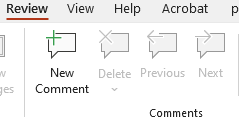 Review View Help Acrobat p
New Comment Delete Previous Next
Comments